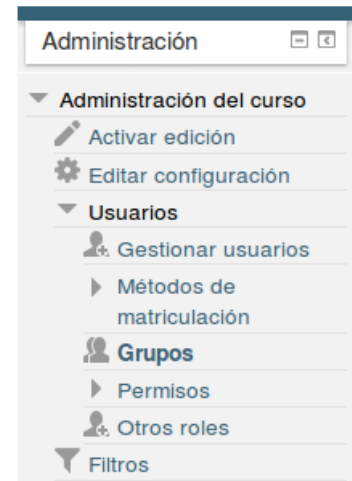 Administración
Administración del curso
Activar edición
Editar configuración
Usuarios
Gestionar usuarios
Métodos de
matriculación
Grupos
Permisos
Otros roles
Filtros